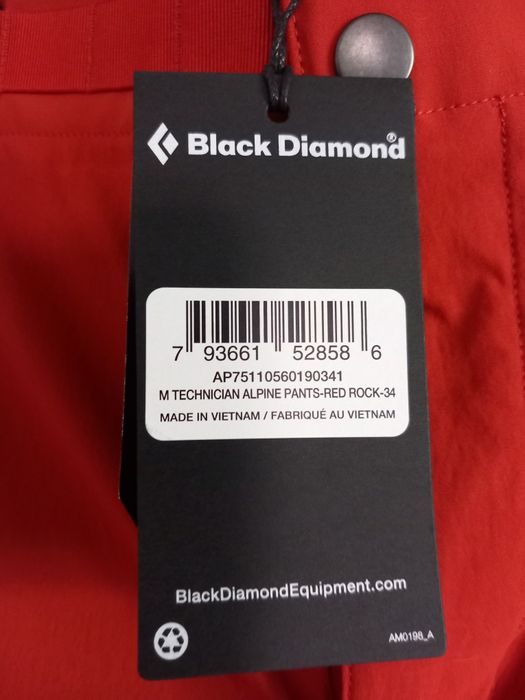 Black Diamond®
7 93661 52858 6
AP75110560190341
M TECHNICIAN ALPINE PANTS-RED ROCK-34
MADE IN VIETNAM / FABRIQUÉ AU VIETNAM
BlackDiamondEquipment.com
AM0198_A